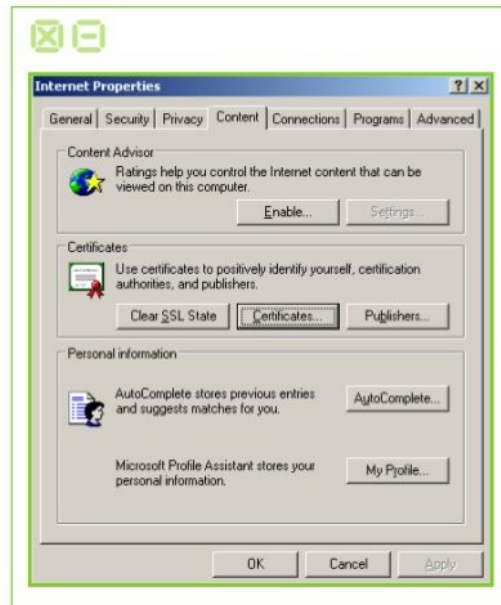 Internet Properties
General Security Privacy Content Connections Programs Advanced
Content Advisor
Ratings help you control the Internet content that can be
viewed on this computer.
Enable... Settings...
Certificates
Use certificates to positively identify yourself, certification
authorities, and publishers.
Clear SSL State Certificates... Publishers...
Personal information
AutoComplete stores previous entries
and suggests matches for you.
AutoComplete...
Microsoft Profile Assistant stores your
personal information.
My Profile...
OK Cancel Apply